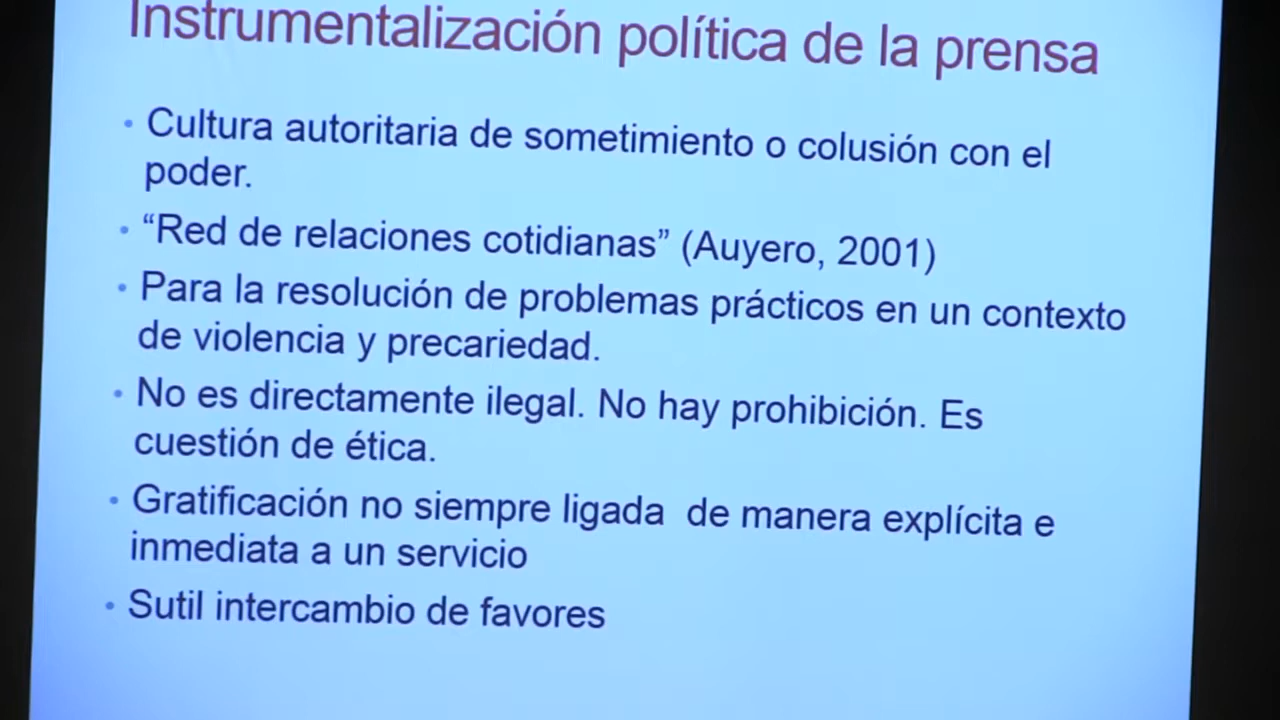 Instrumentalización política de la prensa
• Cultura autoritaria de sometimiento o colusión con el
poder.
• “Red de relaciones cotidianas” (Auyero, 2001)
• Para la resolución de problemas prácticos en un contexto
de violencia y precariedad.
• No es directamente ilegal. No hay prohibición. Es
cuestión de ética.
• Gratificación no siempre ligada de manera explícita e
inmediata a un servicio
• Sutil intercambio de favores